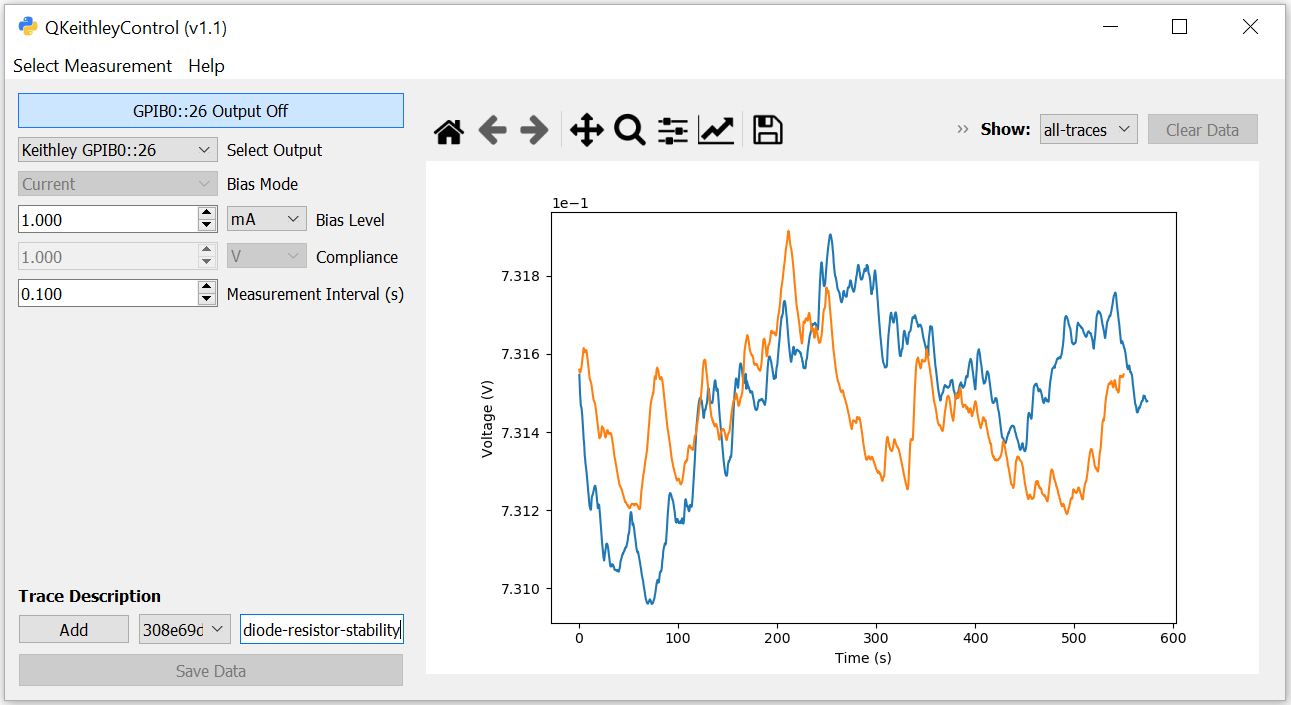 QKeithleyControl (v1.1)
Select Measurement Help
GPIB0::26 Output Off
Keithley GPIB0::26 Select Output
Current Bias Mode
1.000 mA Bias Level
1.000 V Compliance
0.100 Measurement Interval (s)
Trace Description
Add 308e69d diode-resistor-stability
Save Data
» Show: all-traces Clear Data
1e−1
7.318
7.316
7.314
7.312
7.310
Voltage (V)
0 100 200 300 400 500 600
Time (s)